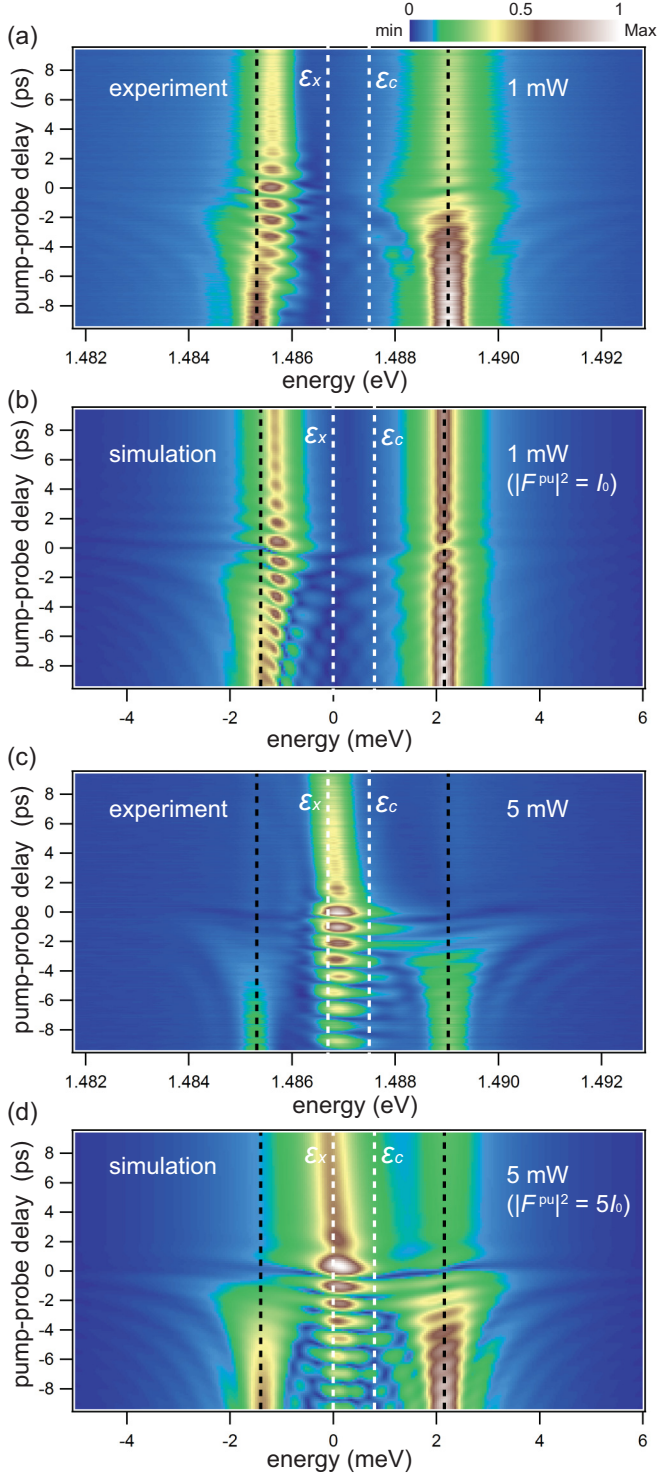 0 0.5 1
min Max
(a)
experiment
εx
εc
1 mW
8
6
4
2
0
-2
-4
-6
-8
pump-probe delay (ps)
1.482 1.484 1.486 1.488 1.490 1.492
energy (eV)
(b)
simulation
εx
εc
1 mW
(|F^pu|² = I₀)
8
6
4
2
0
-2
-4
-6
-8
pump-probe delay (ps)
-4 -2 0 2 4 6
energy (meV)
(c)
experiment
εx
εc
5 mW
8
6
4
2
0
-2
-4
-6
-8
pump-probe delay (ps)
1.482 1.484 1.486 1.488 1.490 1.492
energy (eV)
(d)
simulation
εx
εc
5 mW
(|F^pu|² = 5I₀)
8
6
4
2
0
-2
-4
-6
-8
pump-probe delay (ps)
-4 -2 0 2 4 6
energy (meV)